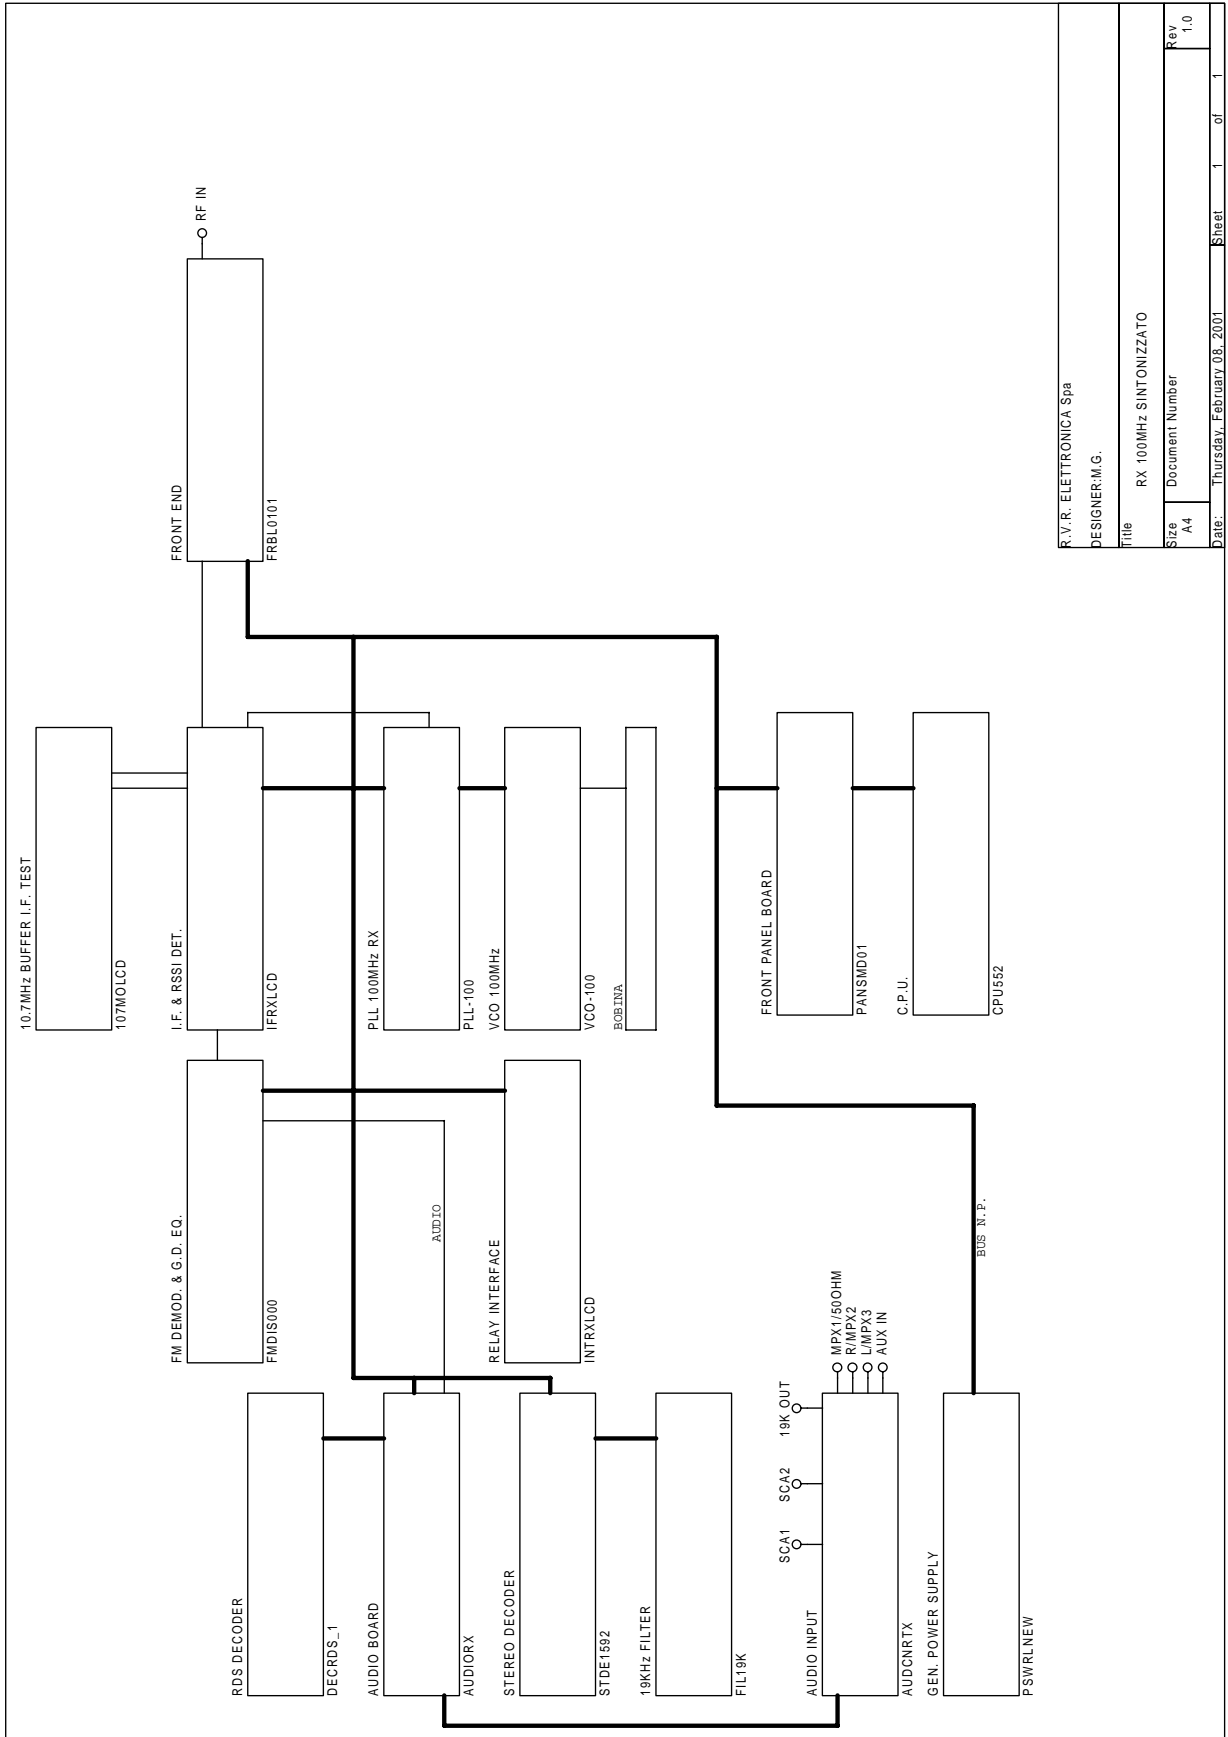 RDS DECODER
DECRDS_1
AUDIO BOARD
AUDIORX
STEREO DECODER
STDE1592
19KHz FILTER
FIL19K
AUDIO INPUT
AUDCNRTX
SCA1
SCA2
19K OUT
MPX1/50OHM
R/MPX2
L/MPX3
AUX IN
GEN. POWER SUPPLY
PSWRLNEW
FM DEMOD. & G.D. EQ.
FMDIS000
AUDIO
RELAY INTERFACE
INTRXLCD
BUS N.P.
10.7MHz BUFFER I.F. TEST
107MOLCD
I.F. & RSSI DET.
IFRXLCD
PLL 100MHz RX
PLL-100
VCO 100MHz
VCO-100
BOBINA
FRONT PANEL BOARD
PANSMD01
C.P.U.
CPU552
FRONT END
FRBL0101
RF IN
R.V.R. ELETTRONICA Spa
DESIGNER:M.G.
Title
RX 100MHz SINTONIZZATO
Size
A4
Document Number
Rev
1.0
Date: Thursday, February 08, 2001 Sheet 1 of 1